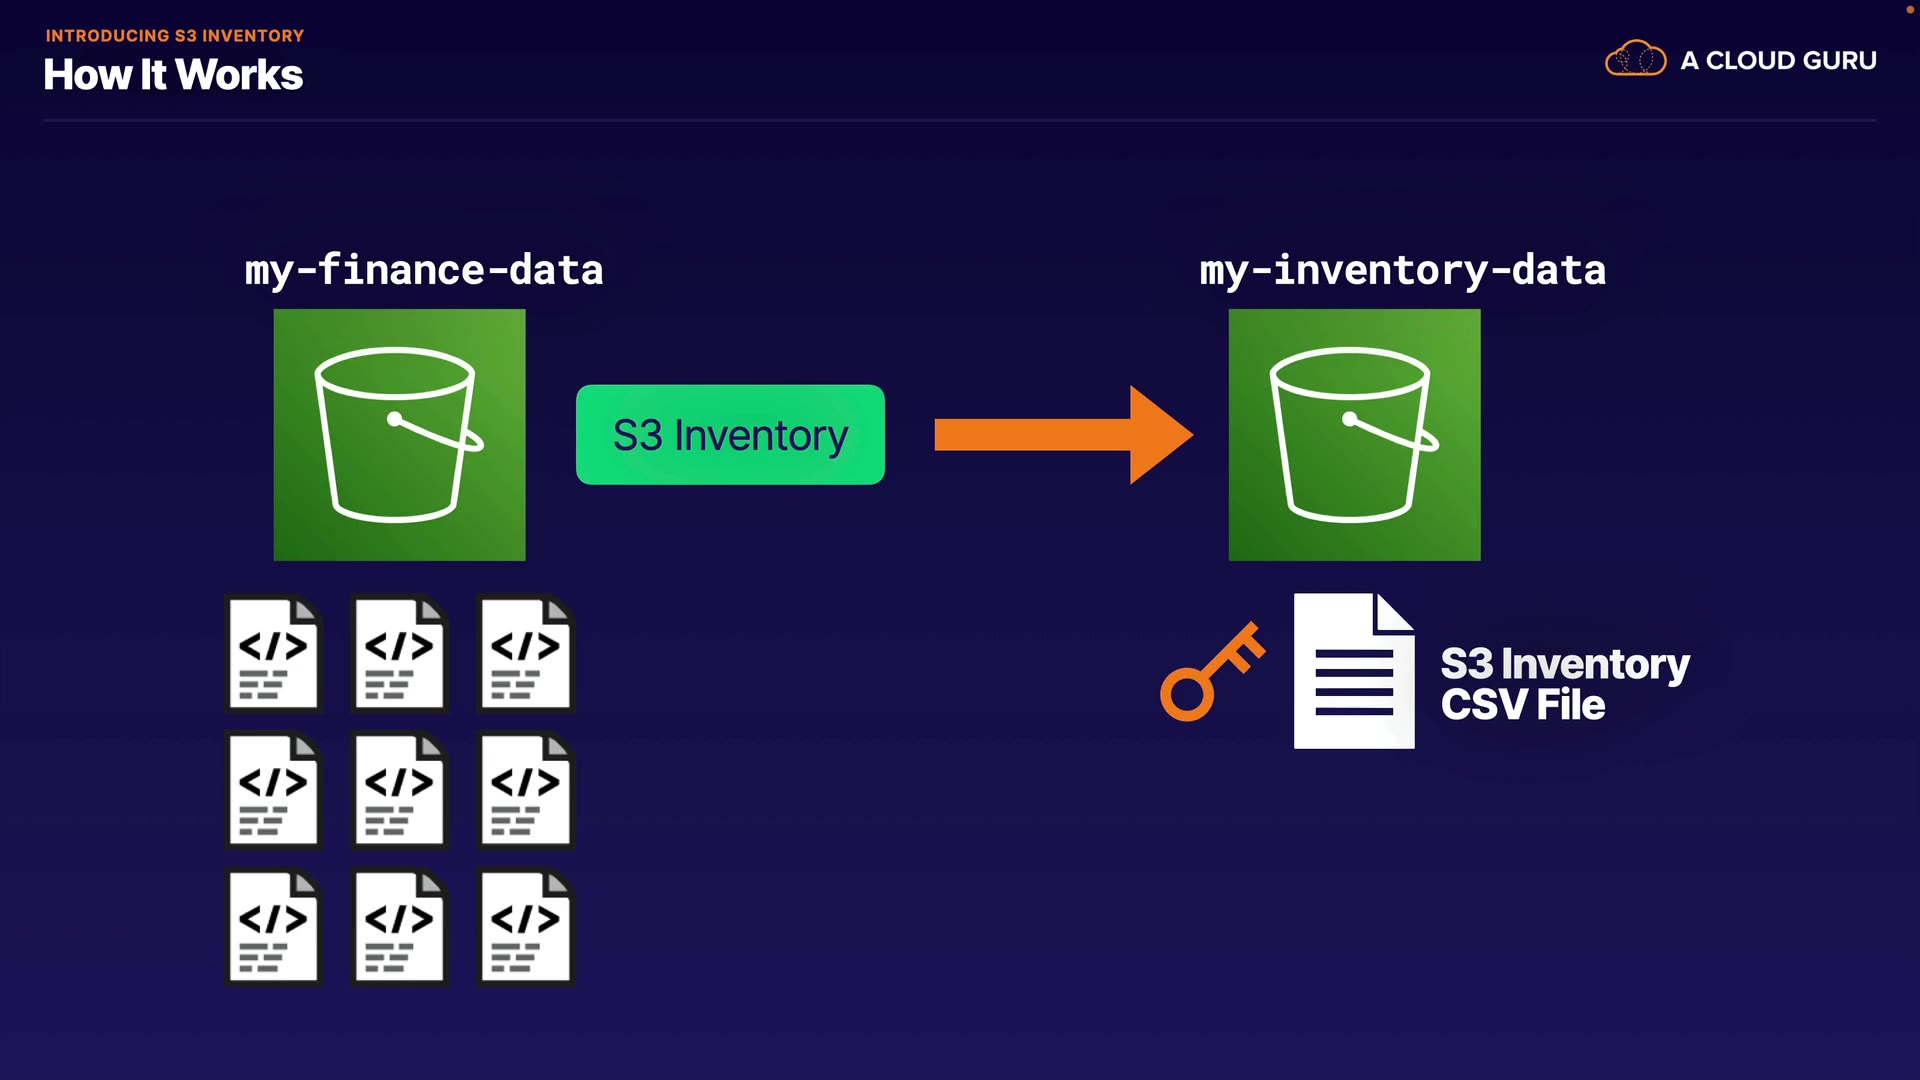 INTRODUCING S3 INVENTORY
How It Works
A CLOUD GURU
my-finance-data
my-inventory-data
S3 Inventory
</>
</>
</>
S3 Inventory
CSV File
</>
</>
</>
</>
</>
</>